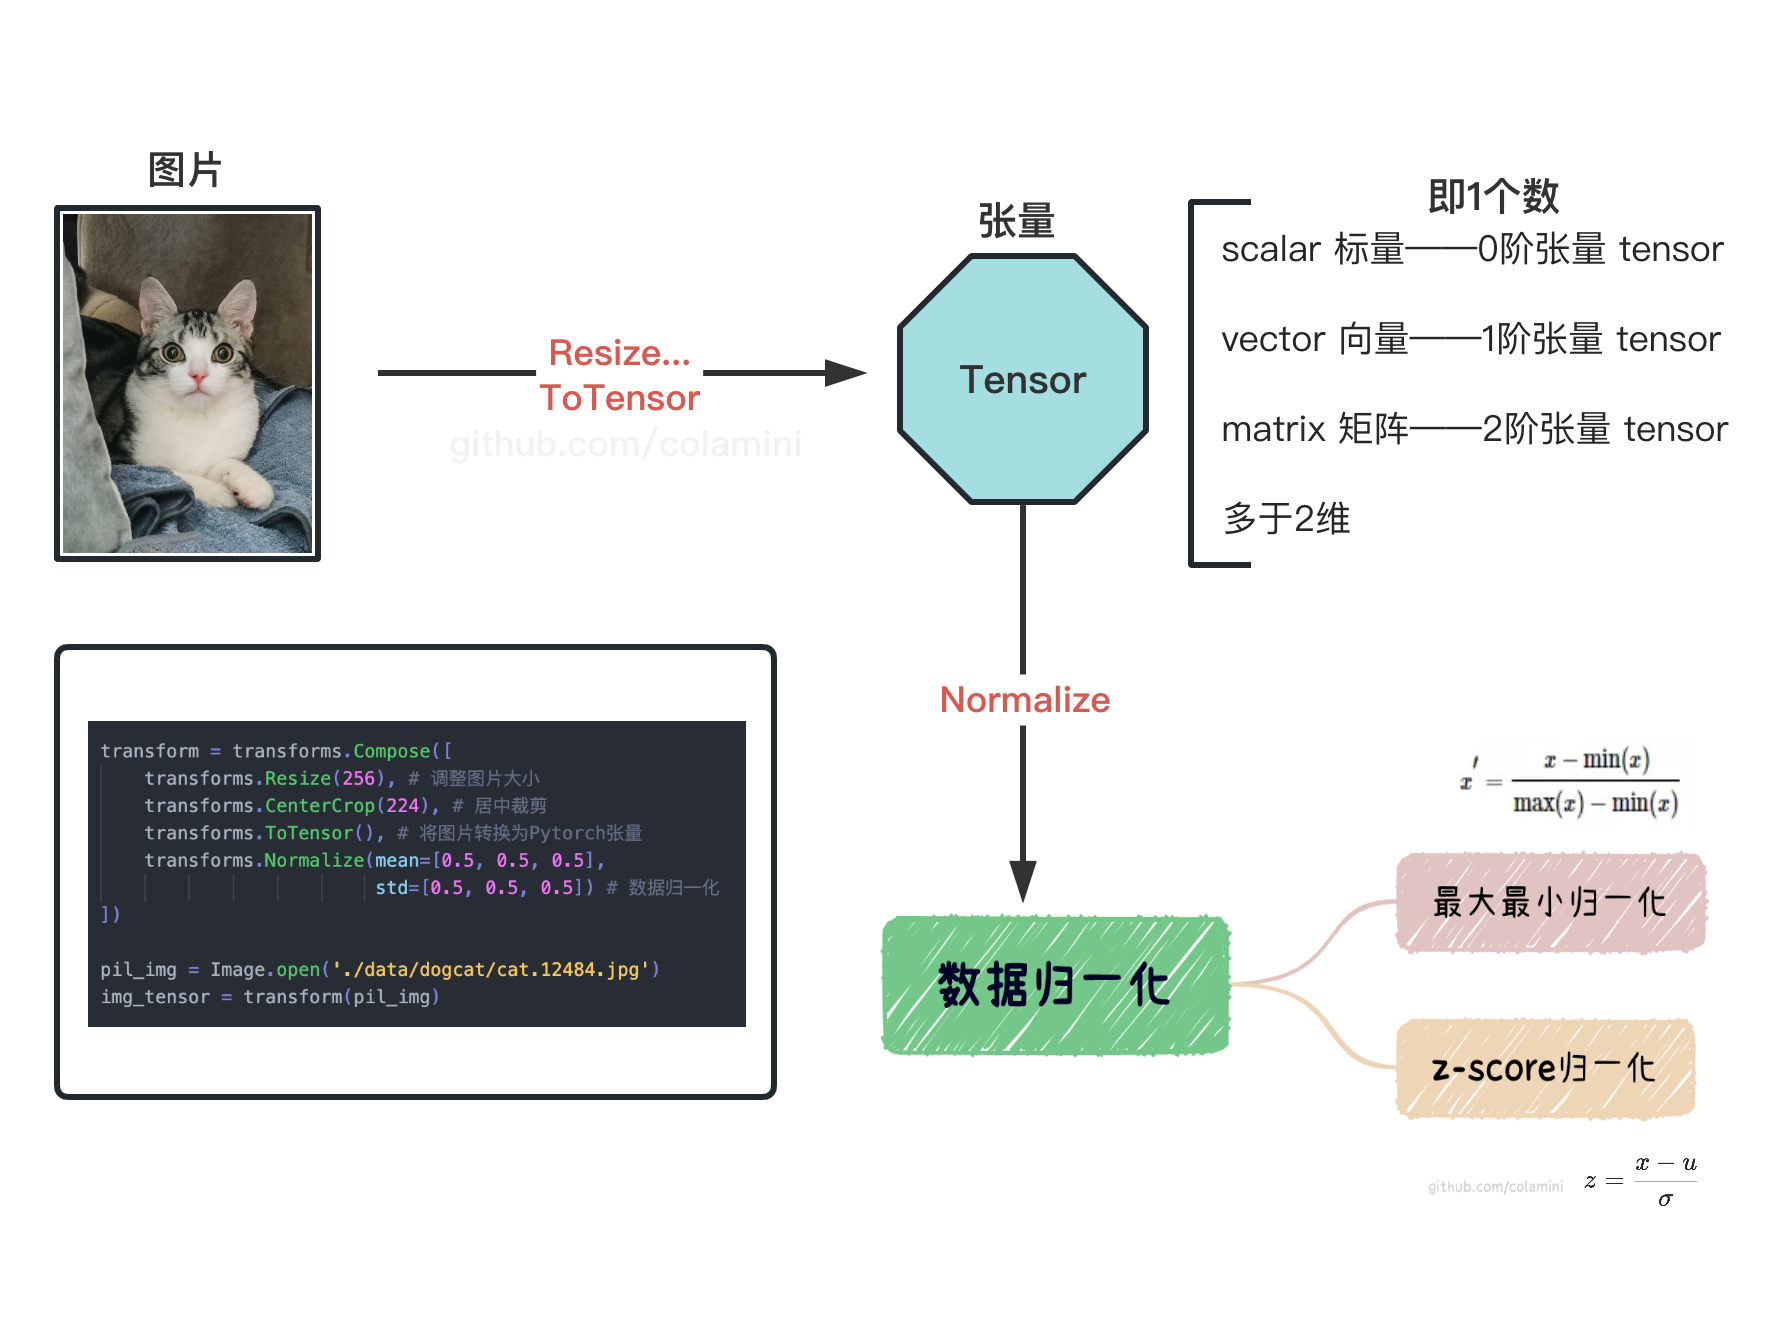 图片
Resize...
ToTensor
github.com/colamini
张量
Tensor
即1个数
scalar 标量——0阶张量 tensor
vector 向量——1阶张量 tensor
matrix 矩阵——2阶张量 tensor
多于2维
transform = transforms.Compose([
    transforms.Resize(256), # 调整图片大小
    transforms.CenterCrop(224), # 居中裁剪
    transforms.ToTensor(), # 将图片转换为Pytorch张量
    transforms.Normalize(mean=[0.5, 0.5, 0.5],
                         std=[0.5, 0.5, 0.5]) # 数据归一化
])
pil_img = Image.open('./data/dogcat/cat.12484.jpg')
img_tensor = transform(pil_img)
Normalize
数据归一化
x′ = (x − min(x)) / (max(x) − min(x))
最大最小归一化
z-score归一化
github.com/colamini
z = (x − u) / σ